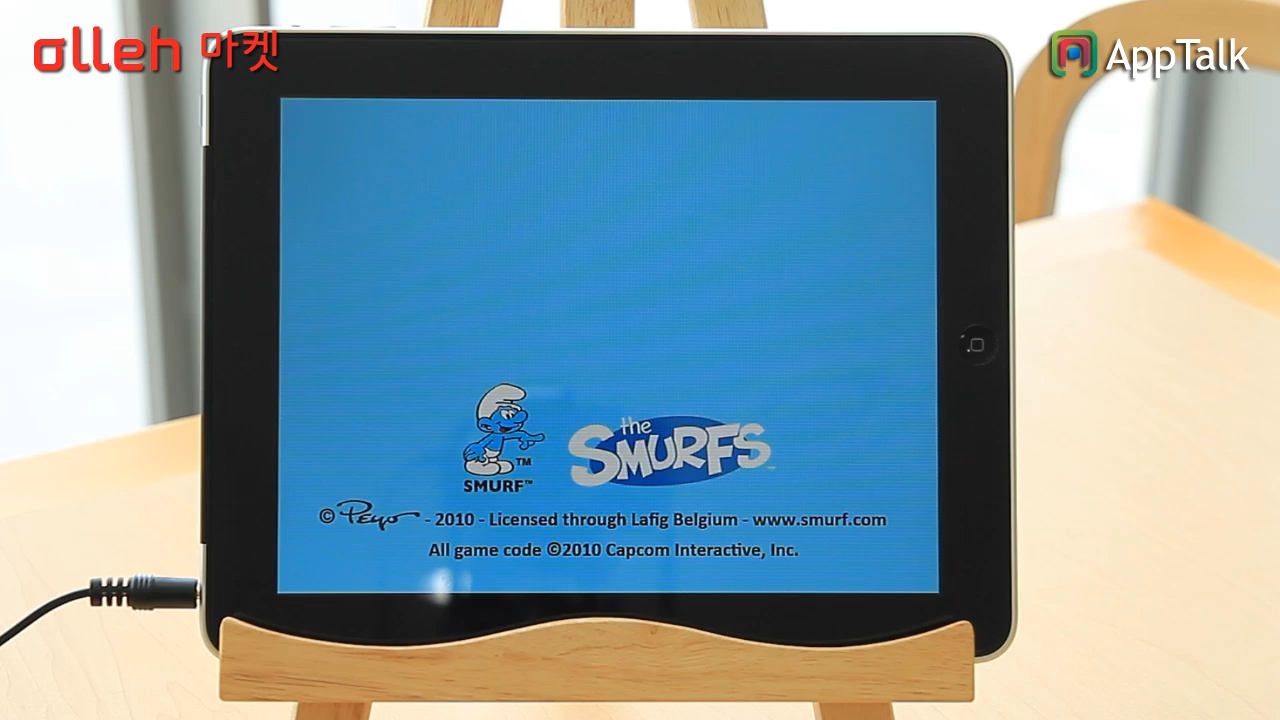 olleh 마켓
AppTalk
the
SMURFS
TM
SMURF™
© Peyo - 2010 - Licensed through Lafig Belgium - www.smurf.com
All game code ©2010 Capcom Interactive, Inc.